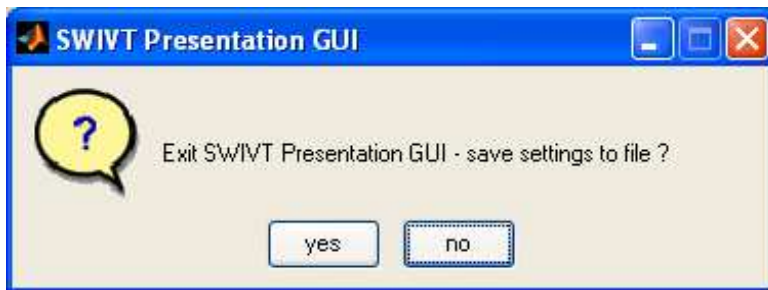 SWIVT Presentation GUI
?
Exit SWIVT Presentation GUI - save settings to file ?
yes no